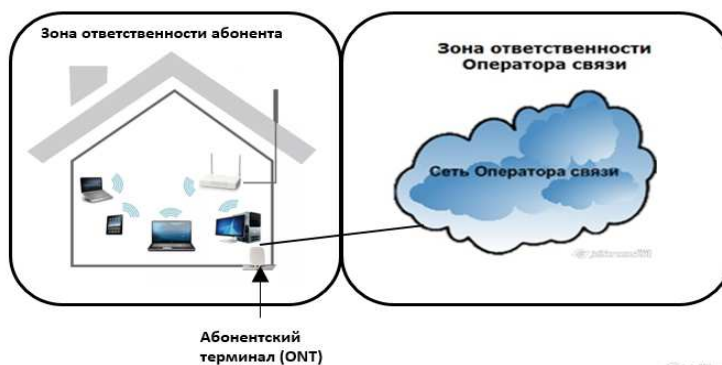 Зона ответственности абонента
Зона ответственности
Оператора связи
Сеть Оператора связи
Абонентский
терминал (ONT)